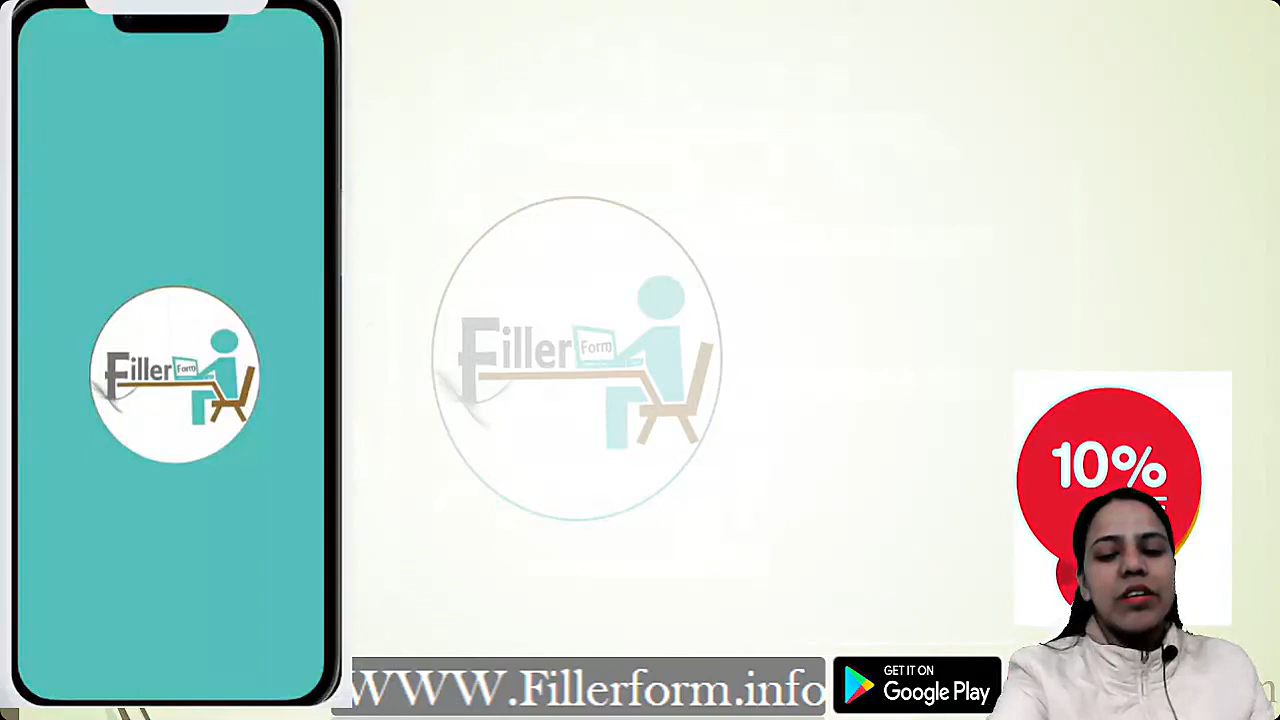 Filler Form
Filler Form
10%
WWW.Fillerform.info
GET IT ON
Google Play